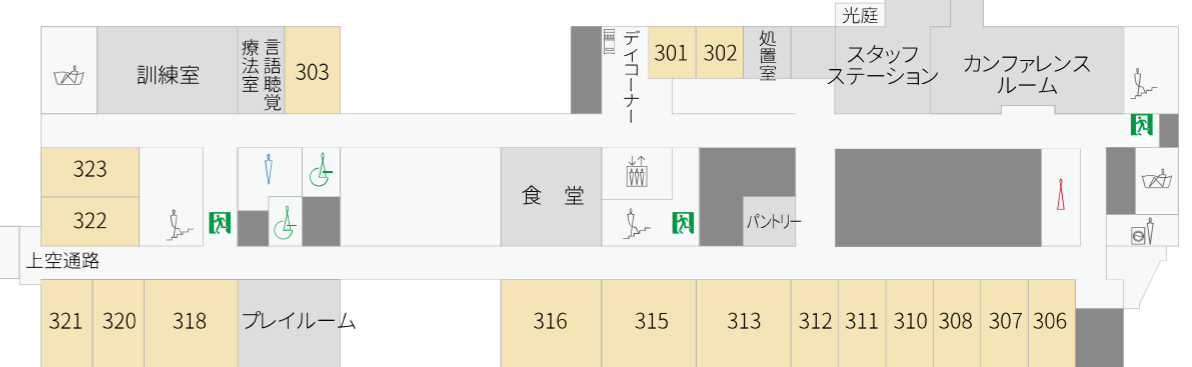 光庭
訓練室
言語聴覚
療法室
303
デイコーナー
301
302
処置室
スタッフ
ステーション
カンファレンス
ルーム
323
322
食 堂
パントリー
上空通路
321
320
318
プレイルーム
316
315
313
312
311
310
308
307
306